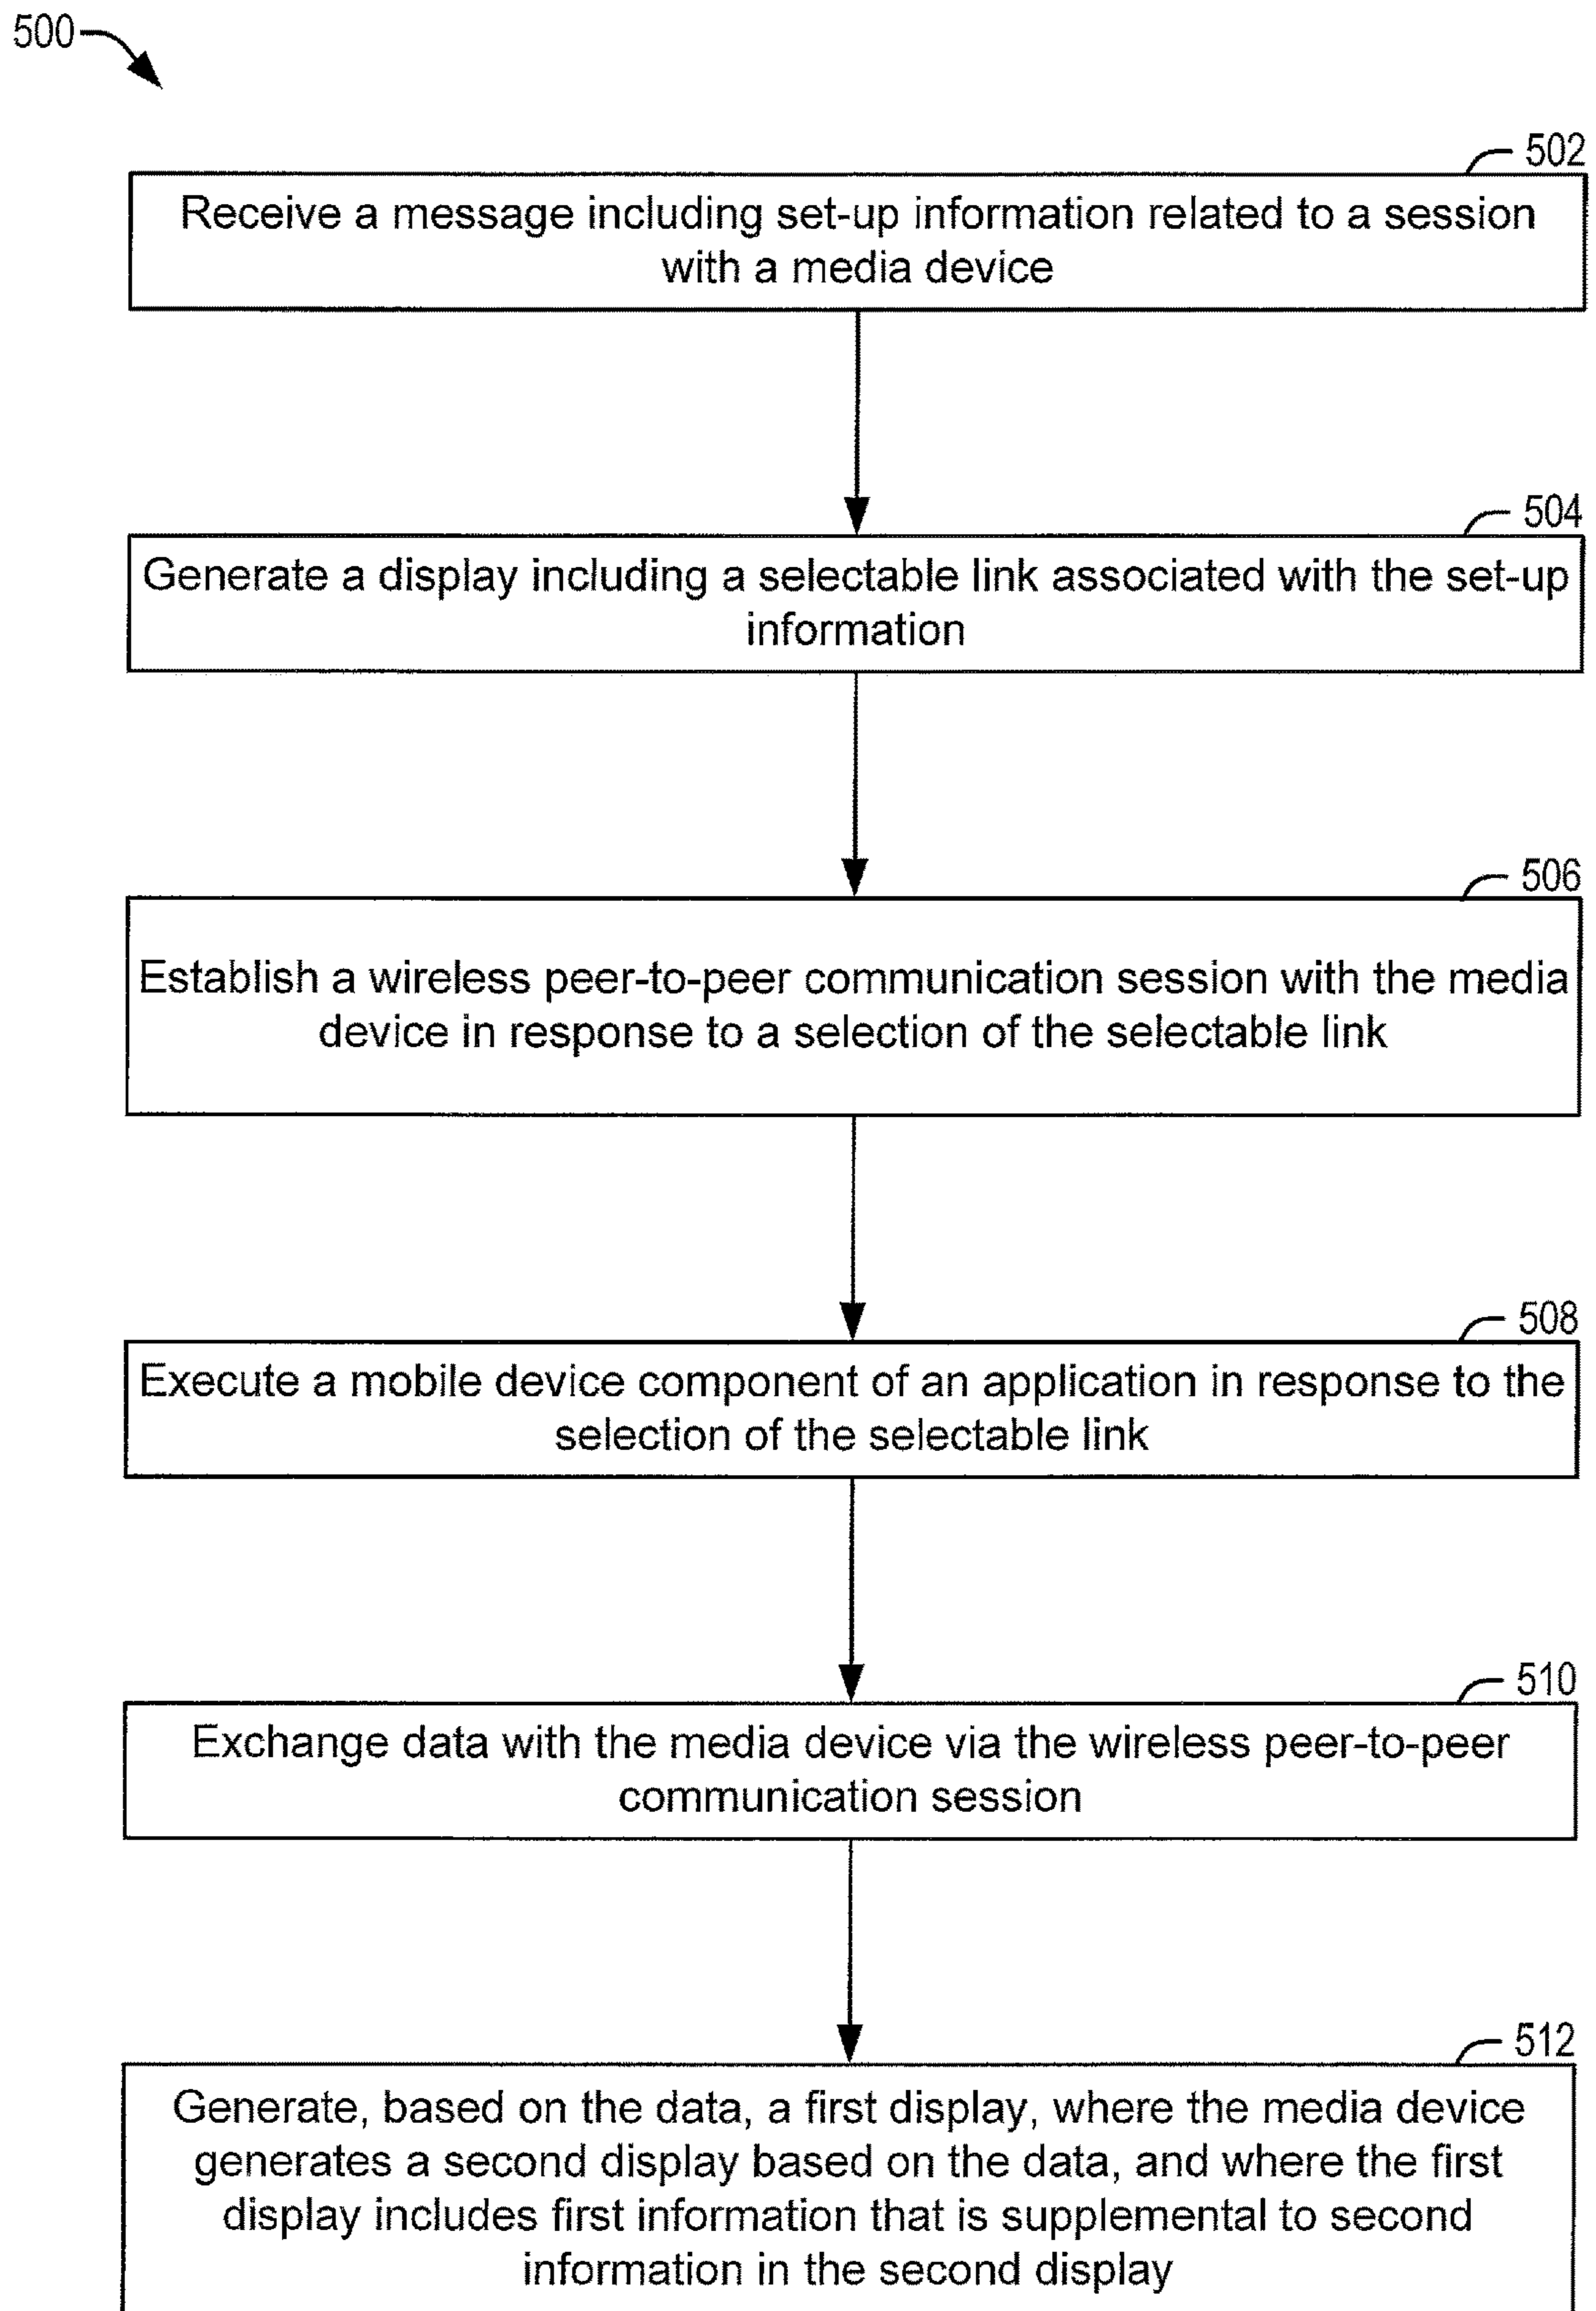 500
502
Receive a message including set-up information related to a session
with a media device
504
Generate a display including a selectable link associated with the set-up
information
506
Establish a wireless peer-to-peer communication session with the media
device in response to a selection of the selectable link
508
Execute a mobile device component of an application in response to the
selection of the selectable link
510
Exchange data with the media device via the wireless peer-to-peer
communication session
512
Generate, based on the data, a first display, where the media device
generates a second display based on the data, and where the first
display includes first information that is supplemental to second
information in the second display